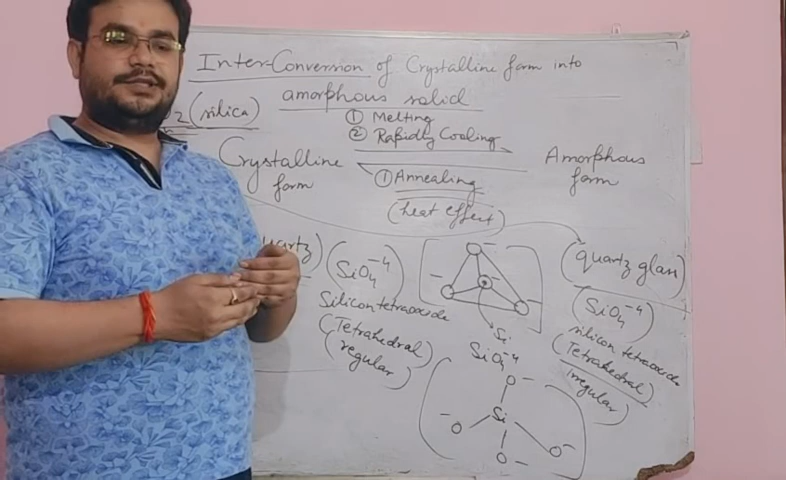 Inter-Conversion of Crystalline form into
amorphous solid
(silica)
① Melting
② Rapidly Cooling
Crystalline
form
① Annealing
(heat effect)
Amorphous
form
uartz)
(SiO₄⁻⁴)
Silicon tetraoxide
(Tetrahedral)
(regular)
Si
SiO₄⁻⁴
O⁻
⁻O Si O⁻
O⁻
(quartz glass)
(SiO₄⁻⁴)
silicon tetraoxide
(Tetrahedral)
irregular)